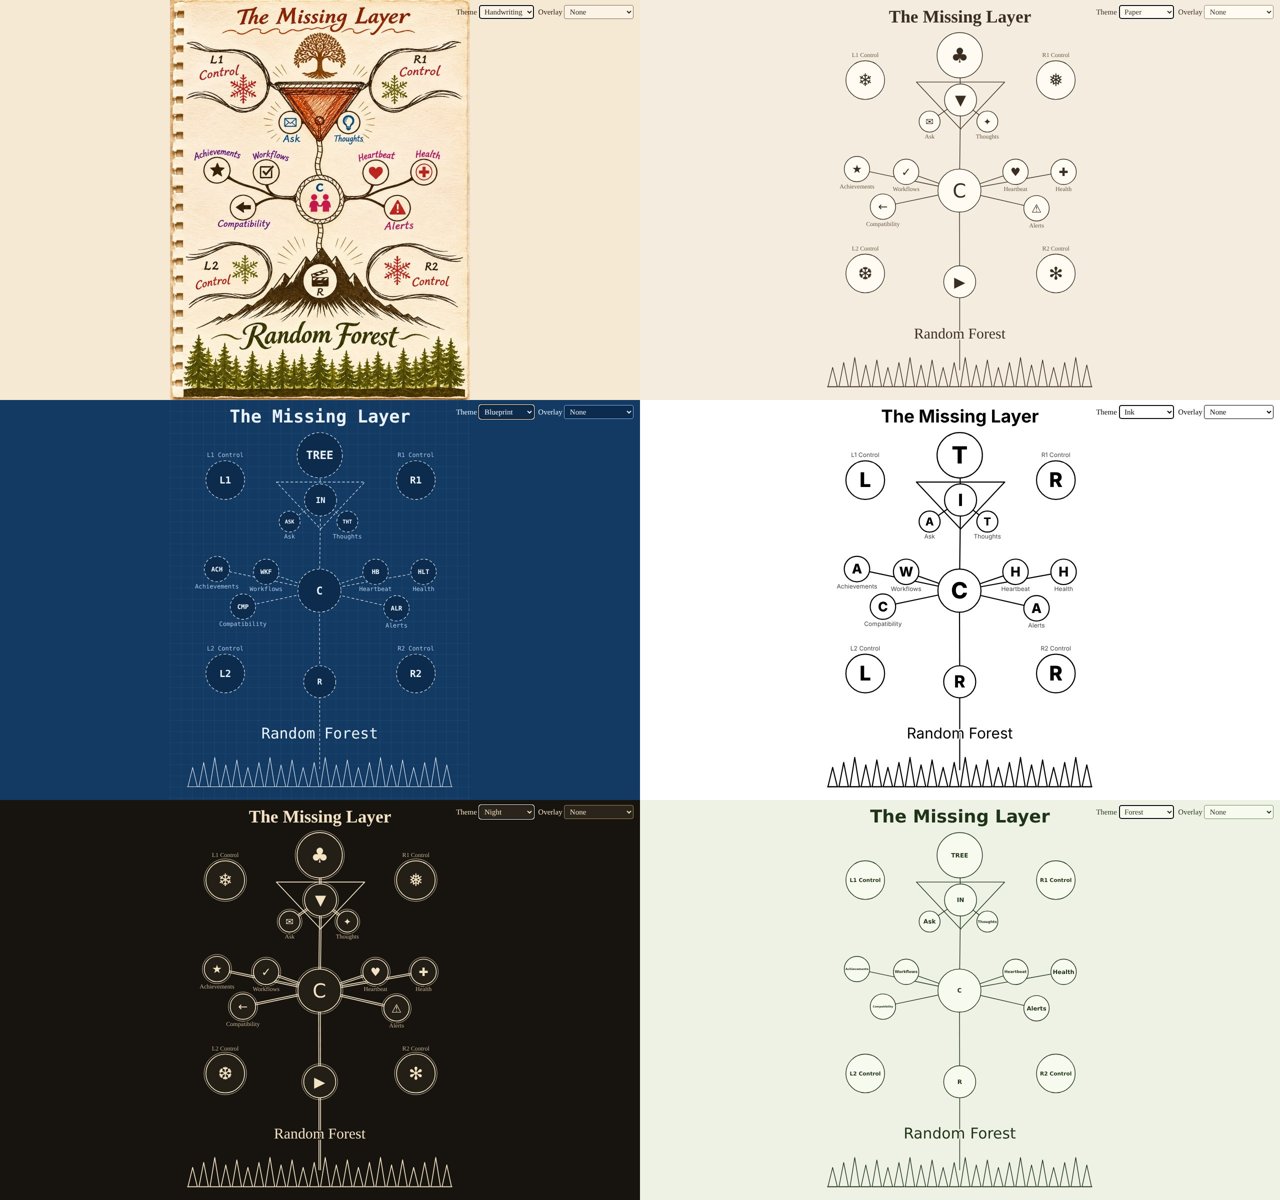 The Missing Layer
Theme Handwriting Overlay None
L1 Control
R1 Control
Ask
Thoughts
Achievements
Workflows
Heartbeat
Health
C
Compatibility
Alerts
L2 Control
R2 Control
R
Random Forest
The Missing Layer
Theme Paper Overlay None
L1 Control
R1 Control
Ask
Thoughts
Achievements
Workflows
C
Heartbeat
Health
Compatibility
Alerts
L2 Control
R2 Control
Random Forest
The Missing Layer
Theme Blueprint Overlay None
TREE
L1 Control
R1 Control
L1
R1
IN
ASK
THT
Ask
Thoughts
ACH
WKF
HB
HLT
Achievements
Workflows
C
Heartbeat
Health
CMP
ALR
Compatibility
Alerts
L2 Control
R2 Control
L2
R2
R
Random Forest
The Missing Layer
Theme Ink Overlay None
T
L1 Control
R1 Control
L
R
I
A
T
Ask
Thoughts
A
W
H
H
Achievements
Workflows
C
Heartbeat
Health
C
A
Compatibility
Alerts
L2 Control
R2 Control
L
R
R
Random Forest
The Missing Layer
Theme Night Overlay None
L1 Control
R1 Control
Ask
Thoughts
Achievements
Workflows
C
Heartbeat
Health
Compatibility
Alerts
L2 Control
R2 Control
Random Forest
The Missing Layer
Theme Forest Overlay None
TREE
L1 Control
R1 Control
IN
Ask
Thoughts
Achievements
Workflows
Heartbeat
Health
C
Compatibility
Alerts
L2 Control
R2 Control
R
Random Forest